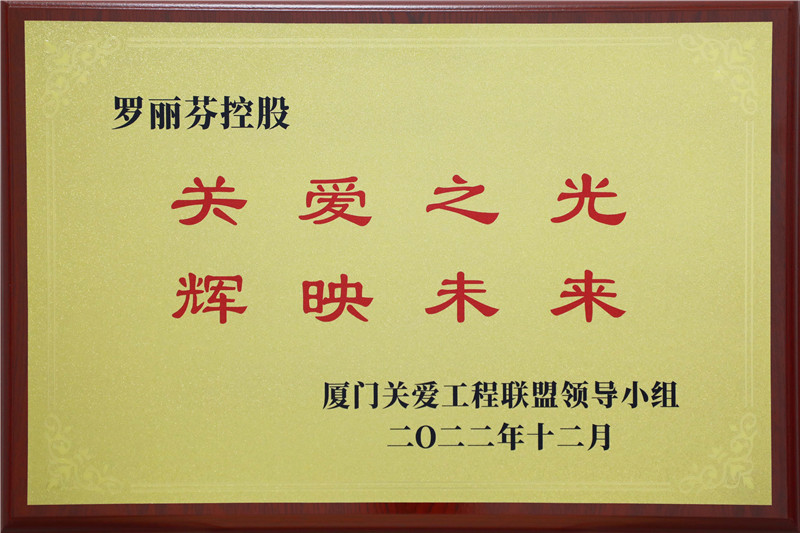 罗丽芬控股
关爱之光
辉映未来
厦门关爱工程联盟领导小组
二〇二二年十二月